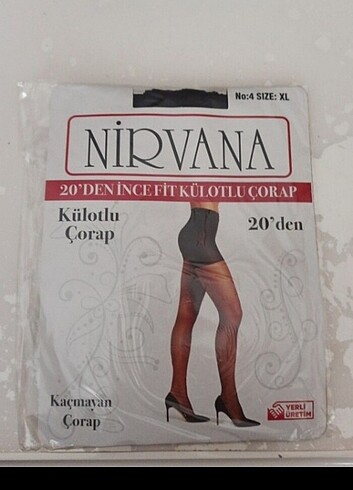 No:4 SIZE: XL
NİRVANA
20'DEN İNCE FİT KÜLOTLU ÇORAP
Külotlu
Çorap
20'den
Kaçmayan
Çorap
YERLİ
ÜRETİM